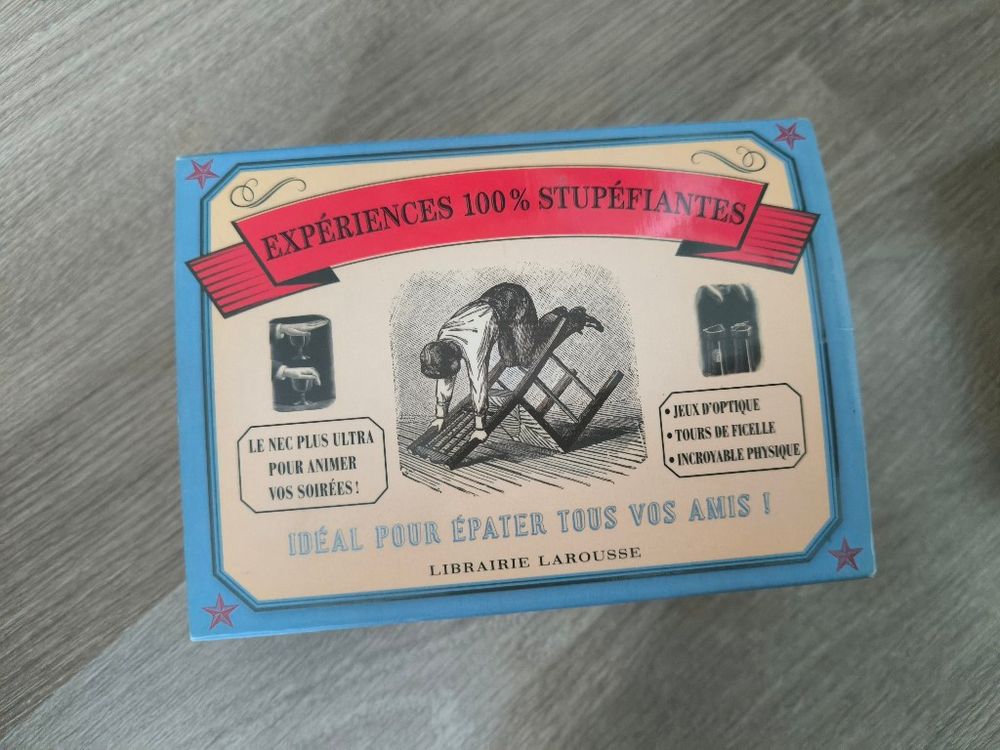 EXPÉRIENCES 100 % STUPÉFIANTES
LE NEC PLUS ULTRA
POUR ANIMER
VOS SOIRÉES !
• JEUX D'OPTIQUE
• TOURS DE FICELLE
• INCROYABLE PHYSIQUE
IDÉAL POUR ÉPATER TOUS VOS AMIS !
LIBRAIRIE LAROUSSE